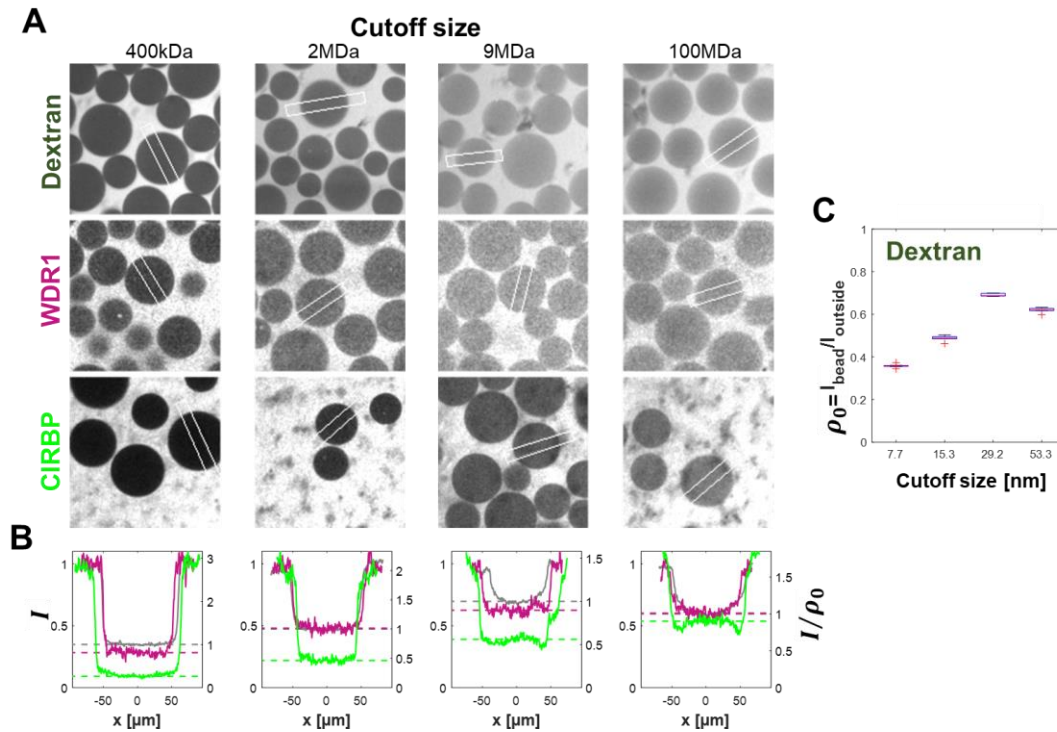 A
Cutoff size
400kDa 2MDa 9MDa 100MDa
Dextran
WDR1
CIRBP
C
Dextran
1
0.8
0.6
0.4
0.2
0
7.7 15.3 29.2 53.3
ρ₀= I_bead/I_outside
Cutoff size [nm]
B
I
1
0.5
0
3
2
1
0
-50 0 50
x [µm]
1
0.5
0
2
1.5
1
0.5
0
-50 0 50
x [µm]
1
0.5
0
1.5
1
0.5
0
-50 0 50
x [µm]
1
0.5
0
1.5
1
0.5
0
-50 0 50
x [µm]
I/ρ₀